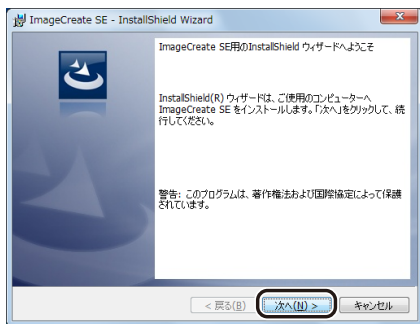 ImageCreate SE - InstallShield Wizard
ImageCreate SE用のInstallShield ウィザードへようこそ
InstallShield(R) ウィザードは、ご使用のコンピューターへ
ImageCreate SE をインストールします。「次へ」をクリックして、続
行してください。
警告: このプログラムは、著作権法および国際協定によって保護
されています。
< 戻る(B)
次へ(N) >
キャンセル